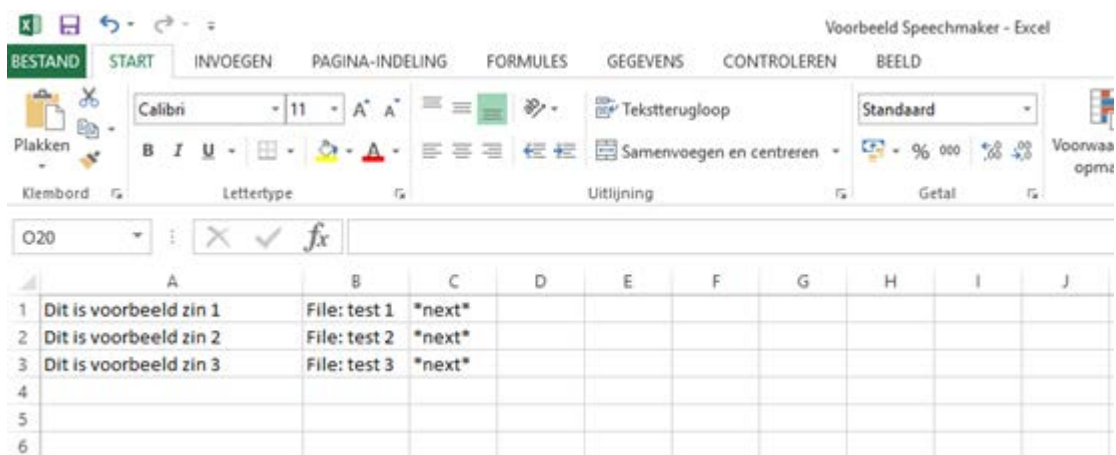 Voorbeeld Speechmaker - Excel
BESTAND START INVOEGEN PAGINA-INDELING FORMULES GEGEVENS CONTROLEREN BEELD
Calibri 11 Tekstterugloop Standaard
Plakken B I U A Samenvoegen en centreren % 000 Voorwaa
opma
Klembord Lettertype Uitlijning Getal
O20 fx
A B C D E F G H I J
1 Dit is voorbeeld zin 1 File: test 1 *next*
2 Dit is voorbeeld zin 2 File: test 2 *next*
3 Dit is voorbeeld zin 3 File: test 3 *next*
4
5
6